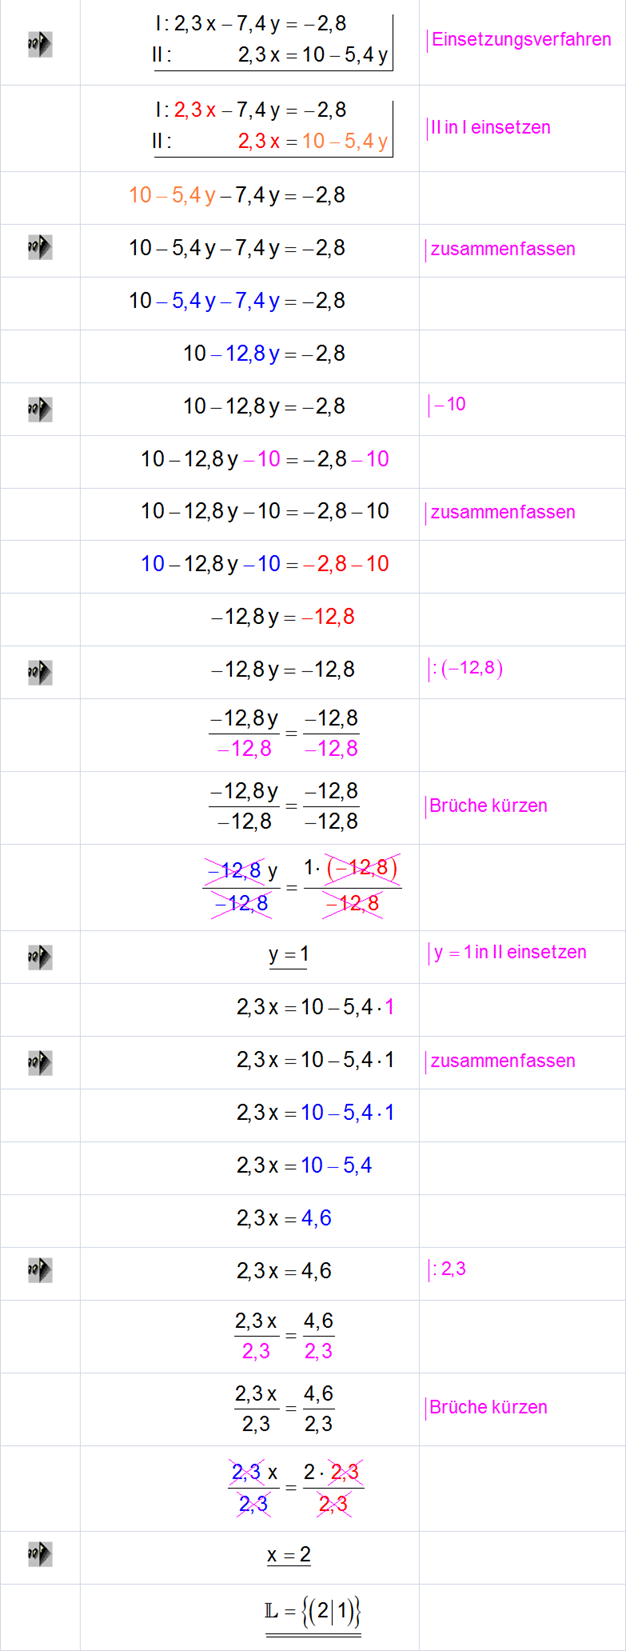 I: 2,3 x − 7,4 y = −2,8
II: 2,3 x = 10 − 5,4 y
|Einsetzungsverfahren
I: 2,3 x − 7,4 y = −2,8
II: 2,3 x = 10 − 5,4 y
|II in I einsetzen
10 − 5,4 y − 7,4 y = −2,8
10 − 5,4 y − 7,4 y = −2,8 |zusammenfassen
10 − 5,4 y − 7,4 y = −2,8
10 − 12,8 y = −2,8
10 − 12,8 y = −2,8 |−10
10 − 12,8 y − 10 = −2,8 − 10
10 − 12,8 y − 10 = −2,8 − 10 |zusammenfassen
10 − 12,8 y − 10 = −2,8 − 10
−12,8 y = −12,8
−12,8 y = −12,8 |: (−12,8)
−12,8 y / −12,8 = −12,8 / −12,8
−12,8 y / −12,8 = −12,8 / −12,8 |Brüche kürzen
−12,8 y / −12,8 = 1 · (−12,8) / −12,8
y = 1 |y = 1 in II einsetzen
2,3 x = 10 − 5,4 · 1
2,3 x = 10 − 5,4 · 1 |zusammenfassen
2,3 x = 10 − 5,4 · 1
2,3 x = 10 − 5,4
2,3 x = 4,6
2,3 x = 4,6 |: 2,3
2,3 x / 2,3 = 4,6 / 2,3
2,3 x / 2,3 = 4,6 / 2,3 |Brüche kürzen
2,3 x / 2,3 = 2 · 2,3 / 2,3
x = 2
𝕃 = {(2|1)}